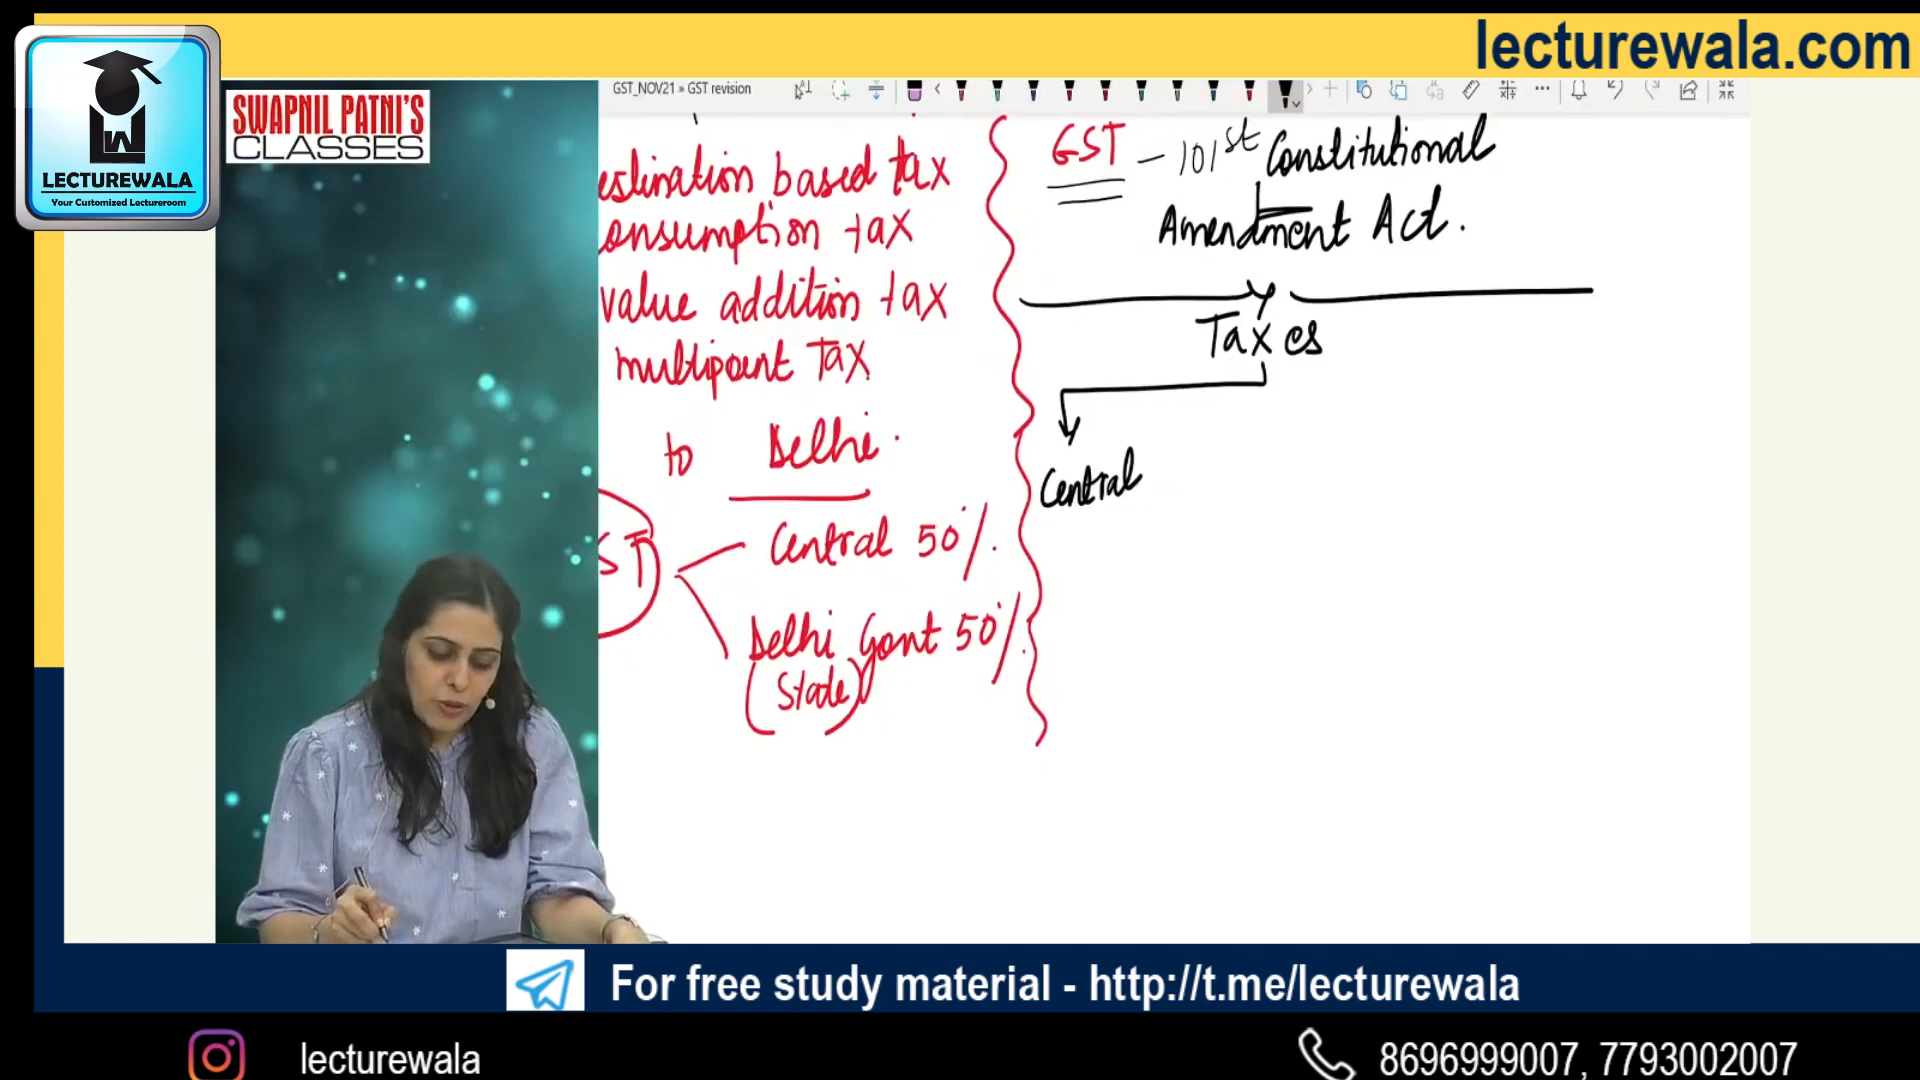 lecturewala.com
LECTUREWALA
Your Customized Lectureroom
SWAPNIL PATNI'S
CLASSES
GST_NOV21 » GST revision
estination based tax
onsumption tax
value addition tax
multipoint Tax
to Delhi.
ST
Central 50%.
Delhi Govt 50%.
(State)
GST - 101st Constitutional
Amendment Act.
Taxes
Central
For free study material - http://t.me/lecturewala
lecturewala
8696999007, 7793002007